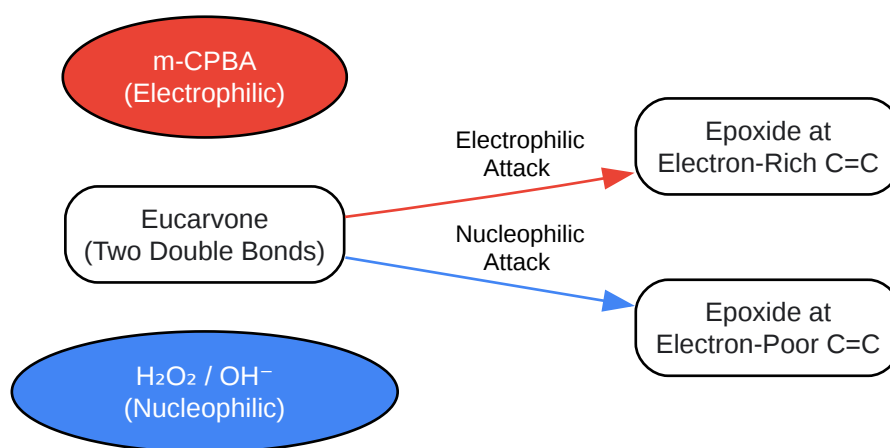 m-CPBA
(Electrophilic)
Electrophilic
Attack
Epoxide at
Electron-Rich C=C
Eucarvone
(Two Double Bonds)
Nucleophilic
Attack
Epoxide at
Electron-Poor C=C
H₂O₂ / OH⁻
(Nucleophilic)